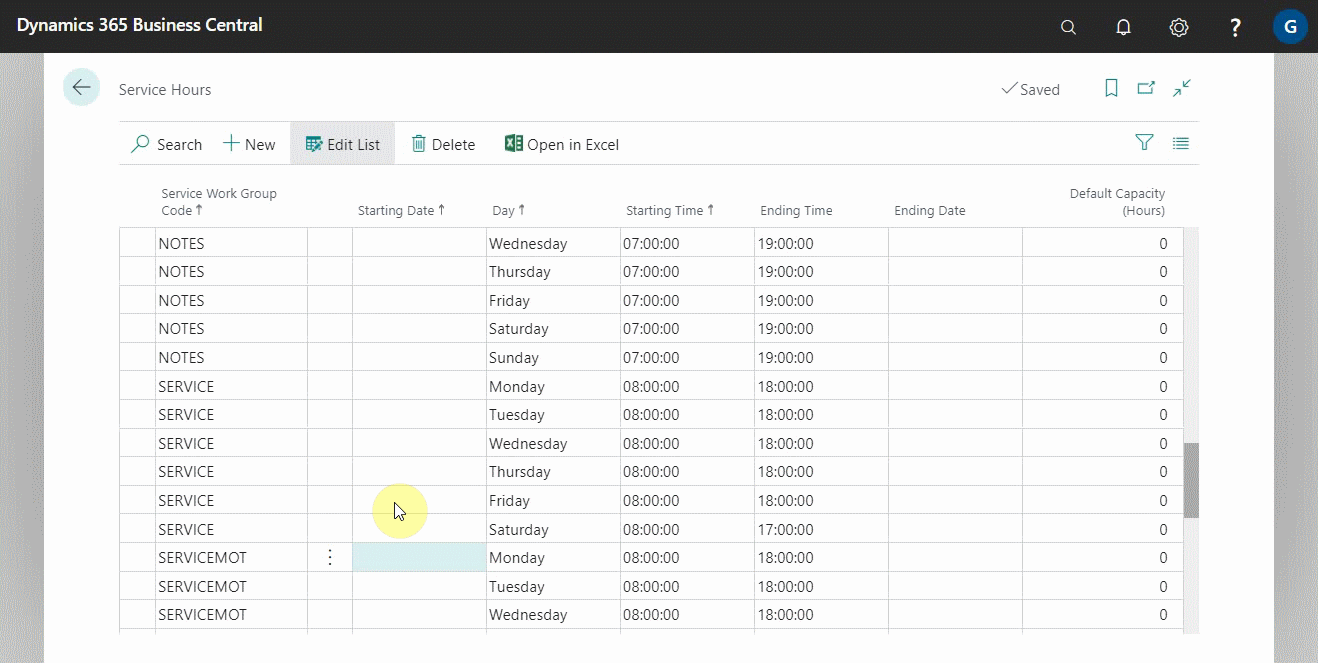 Dynamics 365 Business Central
? G
Service Hours
Saved
Search New Edit List Delete Open in Excel
Service Work Group Code↑ Starting Date↑ Day↑ Starting Time↑ Ending Time Ending Date Default Capacity (Hours)
NOTES Wednesday 07:00:00 19:00:00 0
NOTES Thursday 07:00:00 19:00:00 0
NOTES Friday 07:00:00 19:00:00 0
NOTES Saturday 07:00:00 19:00:00 0
NOTES Sunday 07:00:00 19:00:00 0
SERVICE Monday 08:00:00 18:00:00 0
SERVICE Tuesday 08:00:00 18:00:00 0
SERVICE Wednesday 08:00:00 18:00:00 0
SERVICE Thursday 08:00:00 18:00:00 0
SERVICE Friday 08:00:00 18:00:00 0
SERVICE Saturday 08:00:00 17:00:00 0
SERVICEMOT Monday 08:00:00 18:00:00 0
SERVICEMOT Tuesday 08:00:00 18:00:00 0
SERVICEMOT Wednesday 08:00:00 18:00:00 0